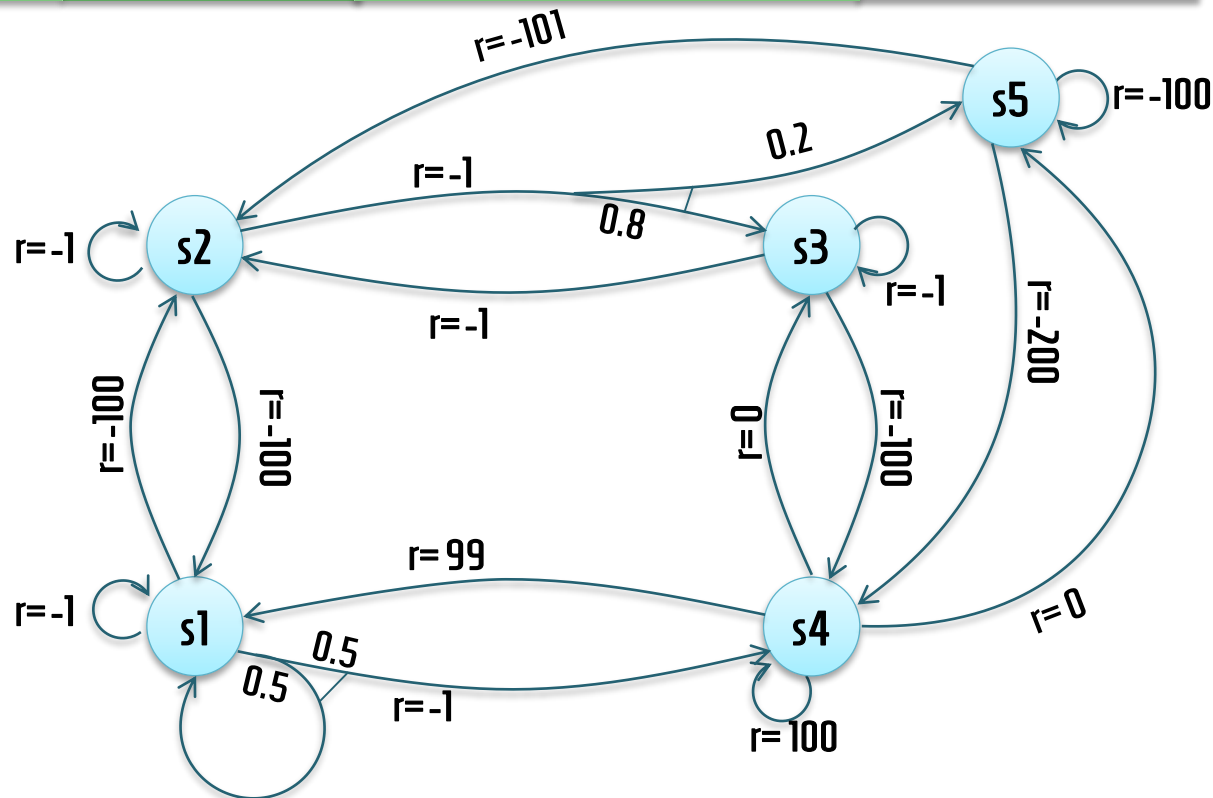 r=-101
s5
r=-100
0.2
r=-1
0.8
s2
r=-1
s3
r=-1
r=-1
r=-200
r=-100
r=-100
r=0
r=-100
r= 99
r=0
s1
r=-1
0.5
0.5
r=-1
s4
r= 100